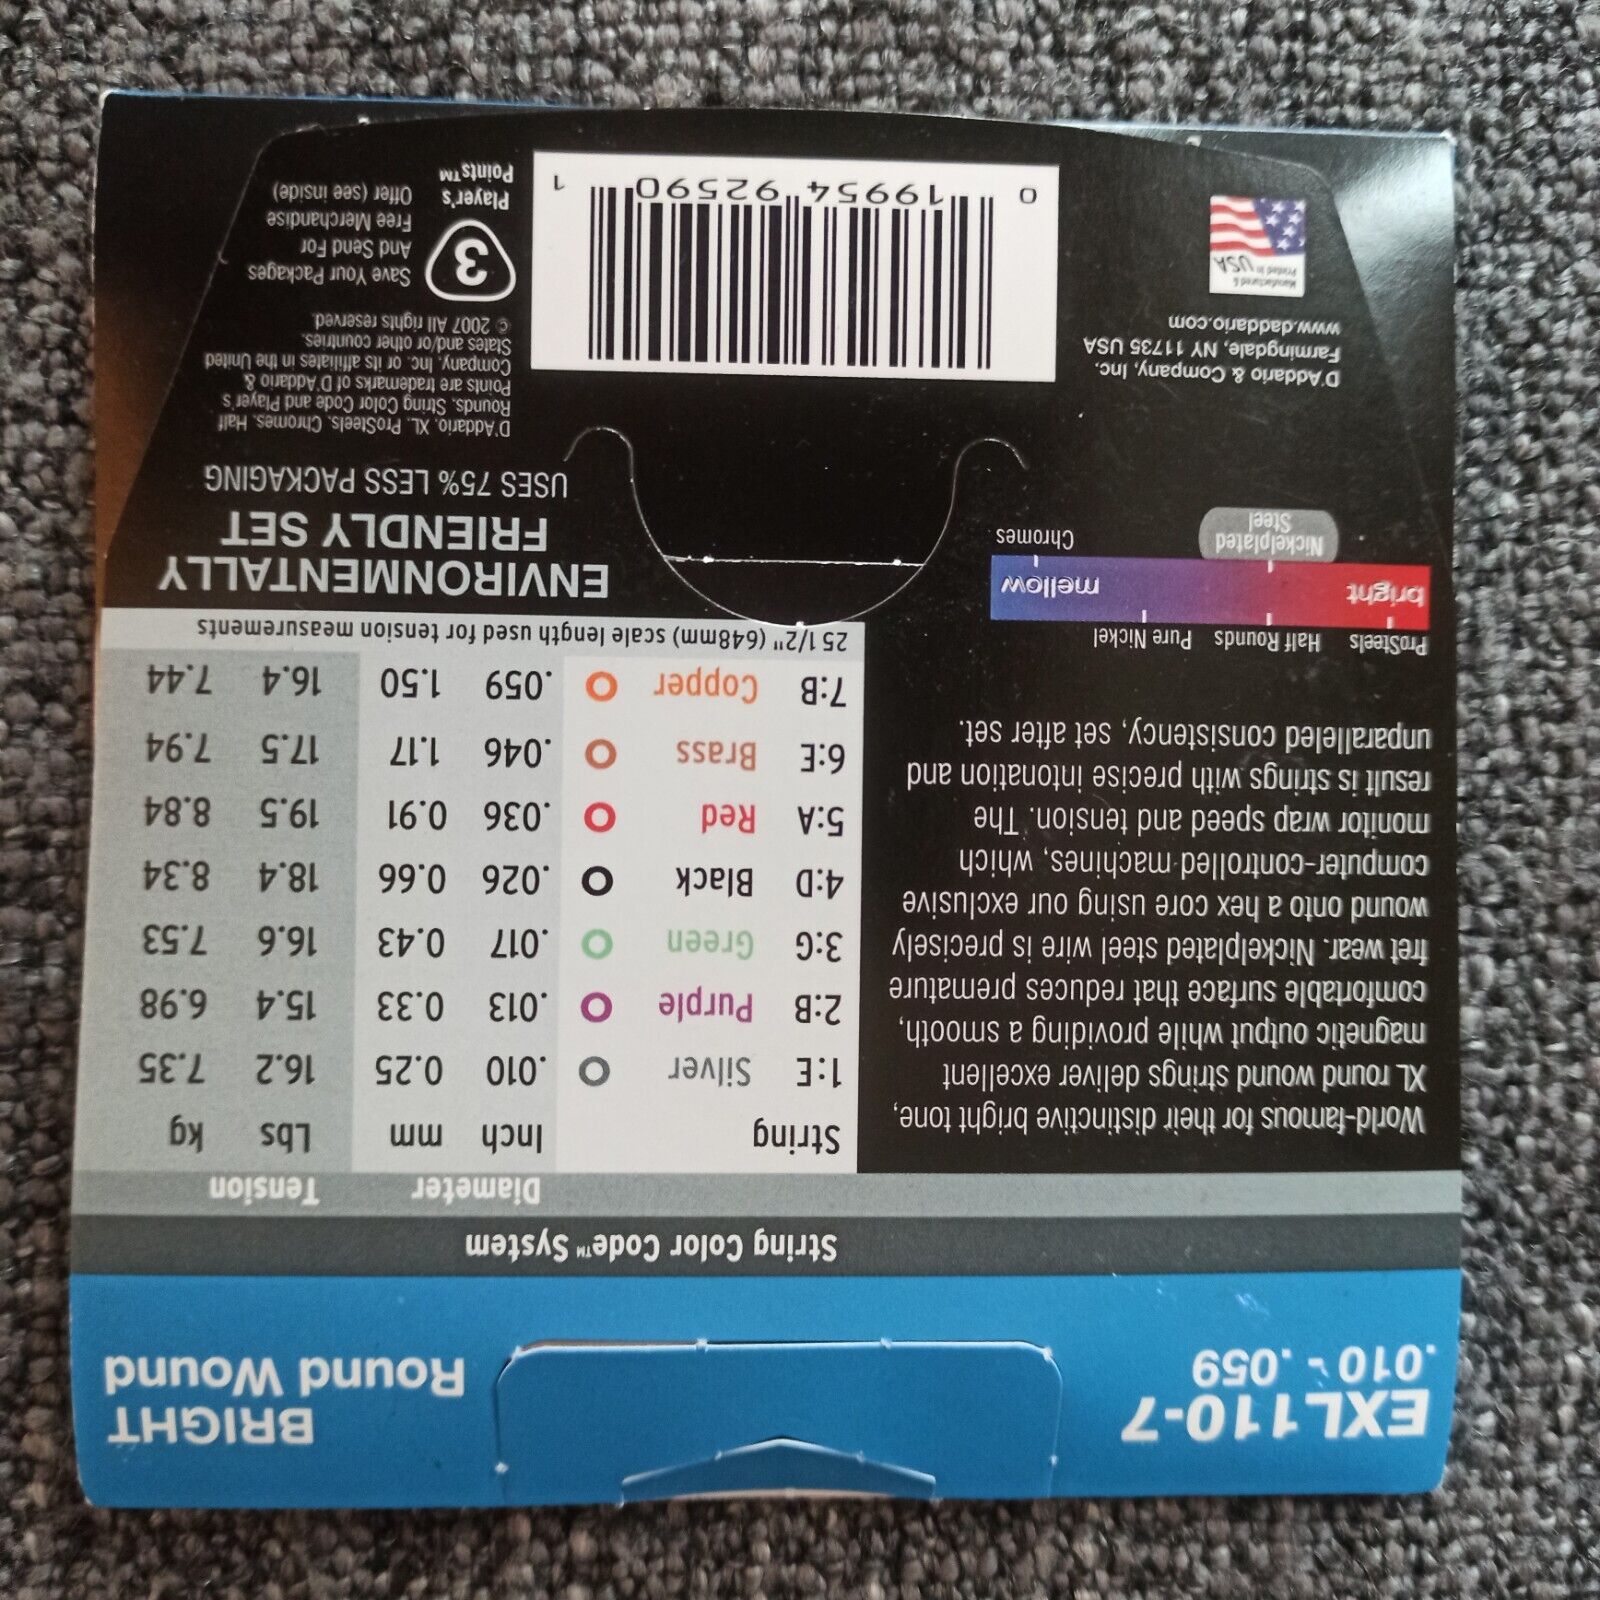 EXL110-7
.010 - .059
BRIGHT
Round Wound
String Color Code™ System
Diameter Tension
String Inch mm Lbs kg
1:E Silver .010 0.25 16.2 7.35
2:B Purple .013 0.33 15.4 6.98
3:G Green .017 0.43 16.6 7.53
4:D Black .026 0.66 18.4 8.34
5:A Red .036 0.91 19.5 8.84
6:E Brass .046 1.17 17.5 7.94
7:B Copper .059 1.50 16.4 7.44
25 1/2" (648mm) scale length used for tension measurements
World-famous for their distinctive bright tone,
XL round wound strings deliver excellent
magnetic output while providing a smooth,
comfortable surface that reduces premature
fret wear. Nickelplated steel wire is precisely
wound onto a hex core using our exclusive
computer-controlled-machines, which
monitor wrap speed and tension. The
result is strings with precise intonation and
unparalleled consistency, set after set.
ProSteels Half Rounds Pure Nickel
bright mellow
Nickelplated
Steel
Chromes
ENVIRONMENTALLY
FRIENDLY SET
USES 75% LESS PACKAGING
D'Addario & Company, Inc.
Farmingdale, NY 11735 USA
www.daddario.com
Manufactured &
Printed in
USA
0 19954 92590 1
D'Addario, XL, ProSteels, Chromes, Half
Rounds, String Color Code and Player's
Points are trademarks of D'Addario &
Company, Inc. or its affiliates in the United
States and/or other countries.
© 2007 All rights reserved.
3
Player's
Points™
Save Your Packages
And Send For
Free Merchandise
Offer (see inside)